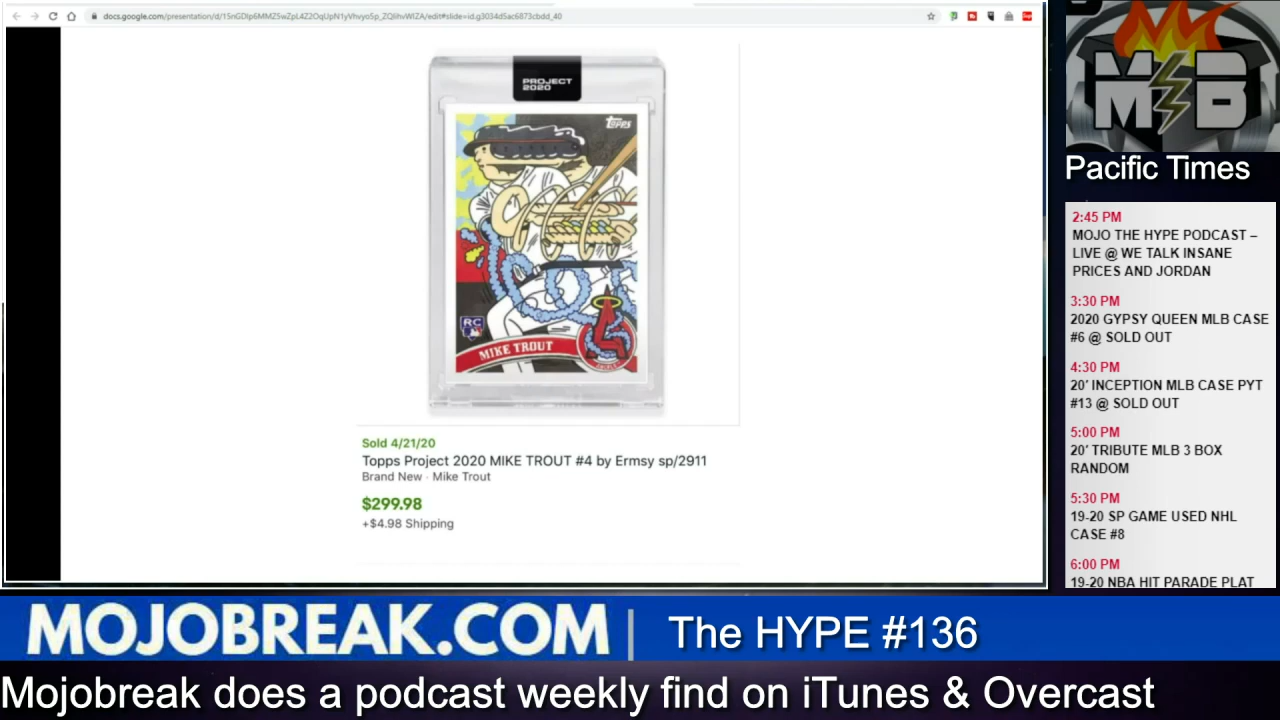 PROJECT
2020
topps
RC
MIKE TROUT
Sold 4/21/20
Topps Project 2020 MIKE TROUT #4 by Ermsy sp/2911
Brand New · Mike Trout
$299.98
+$4.98 Shipping
M B
Pacific Times
2:45 PM
MOJO THE HYPE PODCAST –
LIVE @ WE TALK INSANE
PRICES AND JORDAN
3:30 PM
2020 GYPSY QUEEN MLB CASE
#6 @ SOLD OUT
4:30 PM
20′ INCEPTION MLB CASE PYT
#13 @ SOLD OUT
5:00 PM
20′ TRIBUTE MLB 3 BOX
RANDOM
5:30 PM
19-20 SP GAME USED NHL
CASE #8
6:00 PM
19-20 NBA HIT PARADE PLAT
MOJOBREAK.COM | The HYPE #136
Mojobreak does a podcast weekly find on iTunes & Overcast